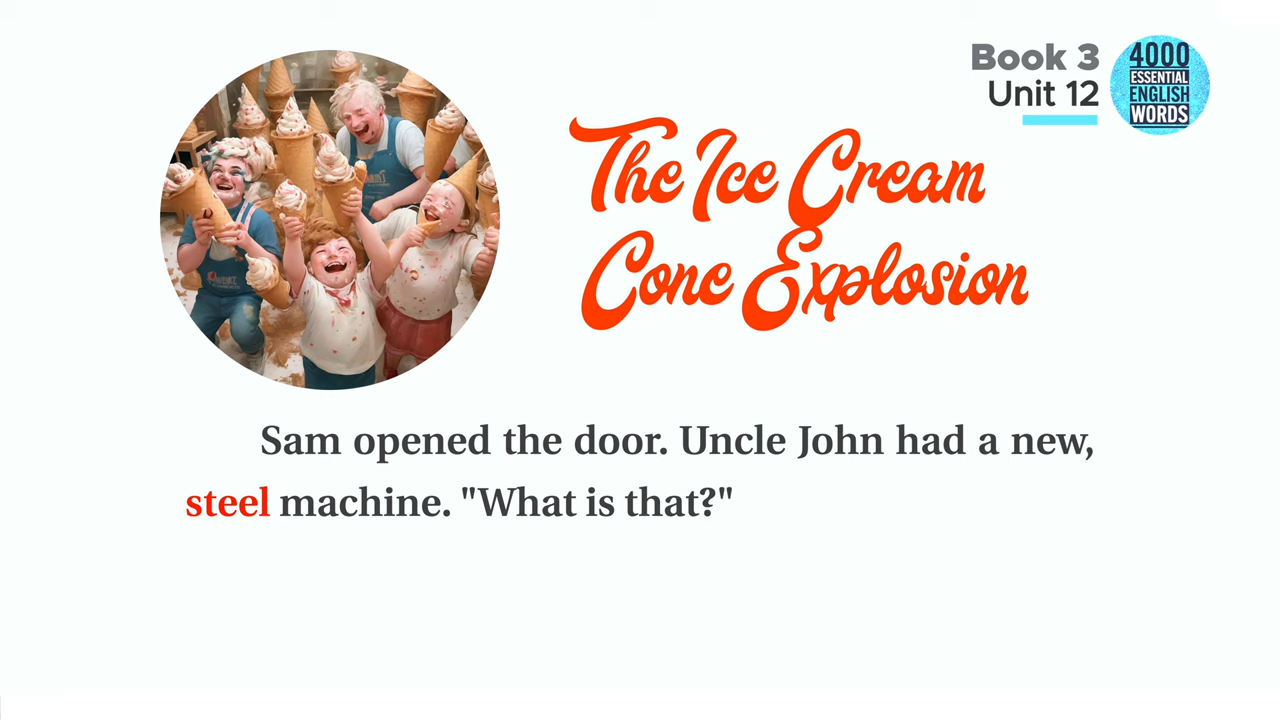 Book 3
Unit 12
4000
ESSENTIAL
ENGLISH
WORDS
The Ice Cream
Cone Explosion
Sam opened the door. Uncle John had a new,
steel machine. "What is that?"